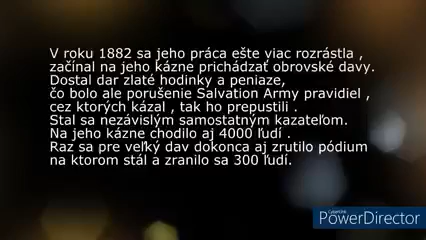 V roku 1882 sa jeho práca ešte viac rozrástla ,
začínal na jeho kázne prichádzať obrovské davy.
Dostal dar zlaté hodinky a peniaze,
čo bolo ale porušenie Salvation Army pravidiel ,
cez ktorých kázal , tak ho prepustili .
Stal sa nezávislým samostatným kazateľom.
Na jeho kázne chodilo aj 4000 ľudí .
Raz sa pre veľký dav dokonca aj zrutilo pódium
na ktorom stál a zranilo sa 300 ľudí.
CyberLink
PowerDirector